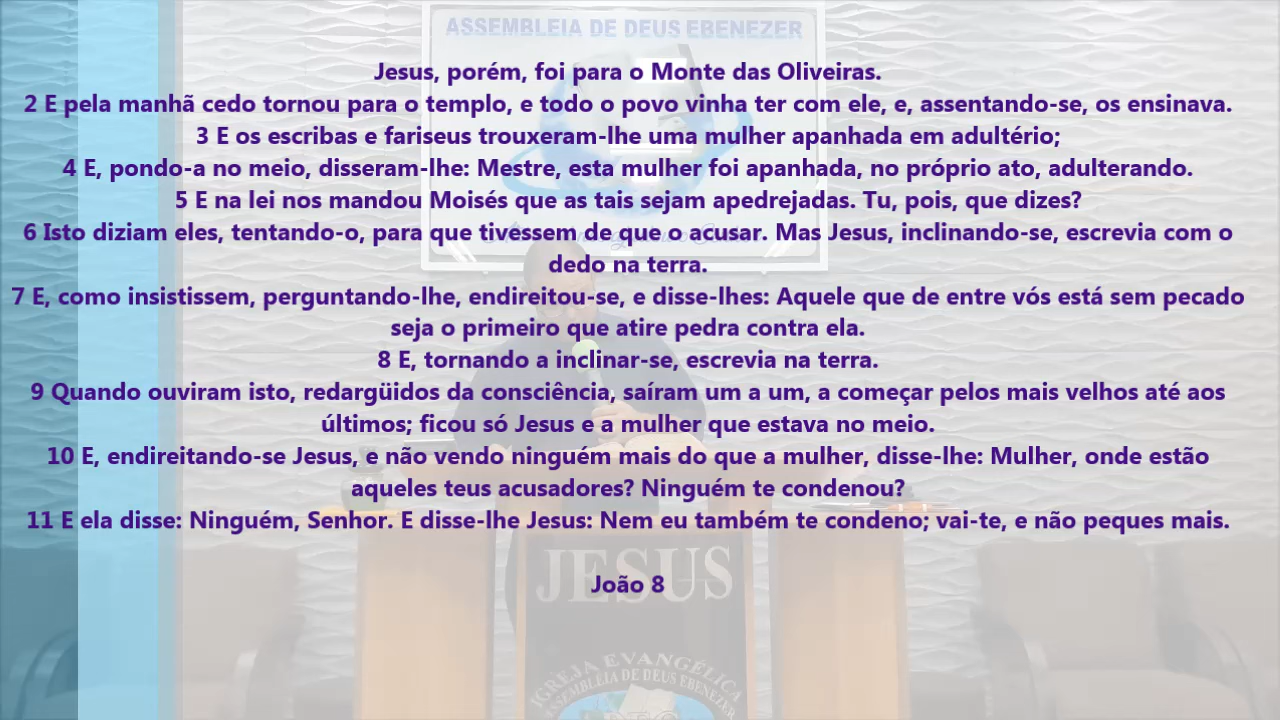 ASSEMBLEIA DE DEUS EBENEZER
Jesus, porém, foi para o Monte das Oliveiras.
2 E pela manhã cedo tornou para o templo, e todo o povo vinha ter com ele, e, assentando-se, os ensinava.
3 E os escribas e fariseus trouxeram-lhe uma mulher apanhada em adultério;
4 E, pondo-a no meio, disseram-lhe: Mestre, esta mulher foi apanhada, no próprio ato, adulterando.
5 E na lei nos mandou Moisés que as tais sejam apedrejadas. Tu, pois, que dizes?
6 Isto diziam eles, tentando-o, para que tivessem de que o acusar. Mas Jesus, inclinando-se, escrevia com o
dedo na terra.
7 E, como insistissem, perguntando-lhe, endireitou-se, e disse-lhes: Aquele que de entre vós está sem pecado
seja o primeiro que atire pedra contra ela.
8 E, tornando a inclinar-se, escrevia na terra.
9 Quando ouviram isto, redargüidos da consciência, saíram um a um, a começar pelos mais velhos até aos
últimos; ficou só Jesus e a mulher que estava no meio.
10 E, endireitando-se Jesus, e não vendo ninguém mais do que a mulher, disse-lhe: Mulher, onde estão
aqueles teus acusadores? Ninguém te condenou?
11 E ela disse: Ninguém, Senhor. E disse-lhe Jesus: Nem eu também te condeno; vai-te, e não peques mais.
João 8
JESUS
IGREJA EVANGÉLICA
ASSEMBLEIA DE DEUS EBENEZER